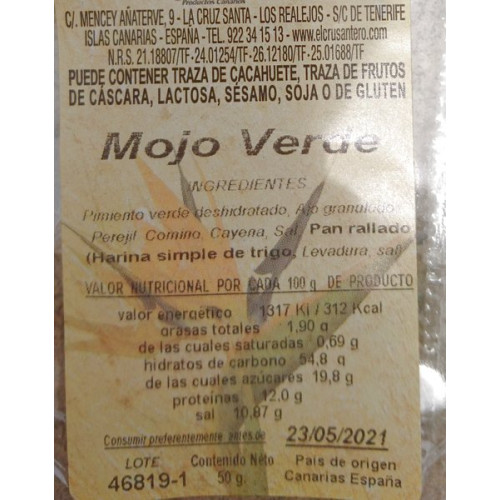 Productos Canarios
C/. MENCEY AÑATERVE, 9 - LA CRUZ SANTA - LOS REALEJOS - S/C DE TENERIFE
ISLAS CANARIAS - ESPAÑA - TEL. 922 34 15 13 - www.elcrusantero.com
N.R.S. 21.18807/TF-24.01254/TF-26.12180/TF-25.01688/TF
PUEDE CONTENER TRAZA DE CACAHUETE, TRAZA DE FRUTOS
DE CÁSCARA, LACTOSA, SÉSAMO, SOJA O DE GLUTEN
Mojo Verde
INGREDIENTES
Pimiento verde deshidratado, Ajo granulado,
Perejil Comino, Cayena, Sal, Pan rallado
(Harina simple de trigo, Levadura, sal)
VALOR NUTRICIONAL POR CADA 100 g DE PRODUCTO
valor energético 1317 KJ / 312 Kcal
grasas totales 1,90 g
de las cuales saturadas 0,69 g
hidratos de carbono 54,8 g
de las cuales azúcares 19,8 g
proteínas 12,0 g
sal 10,87 g
Consumir preferentemente antes de 23/05/2021
LOTE Contenido Neto País de origen
46819-1 50 g. Canarias España